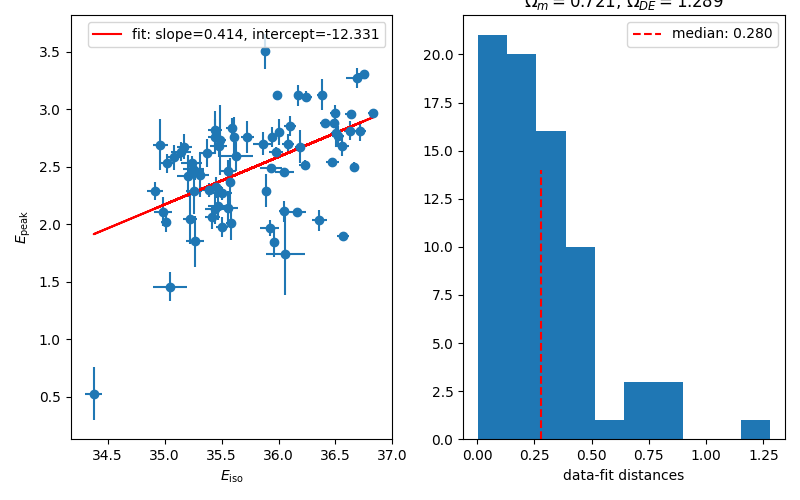 Ω_m = 0.721, Ω_DE = 1.289
fit: slope=0.414, intercept=-12.331
median: 0.280
3.5
3.0
2.5
2.0
1.5
1.0
0.5
E_peak
34.5 35.0 35.5 36.0 36.5 37.0
E_iso
20.0
17.5
15.0
12.5
10.0
7.5
5.0
2.5
0.0
0.00 0.25 0.50 0.75 1.00 1.25
data-fit distances